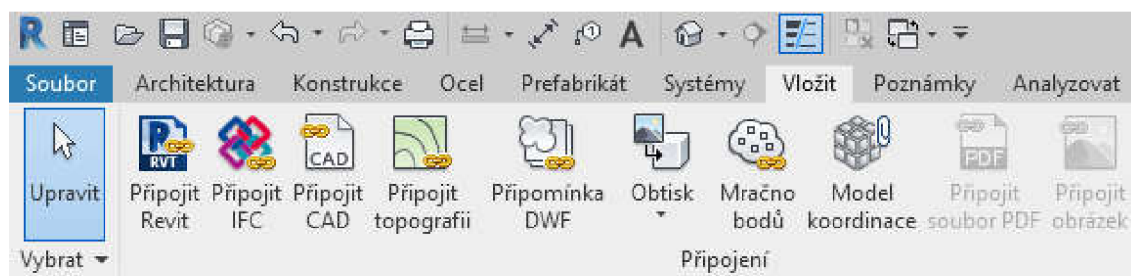 Soubor Architektura Konstrukce Ocel Prefabrikát Systémy Vložit Poznámky Analyzovat
RVT CAD PDF
Upravit Připojit Připojit Připojit Připojit Připomínka Obtisk Mračno Model Připojit Připojit
Revit IFC CAD topografii DWF bodů koordinace soubor PDF obrázek
Vybrat Připojení